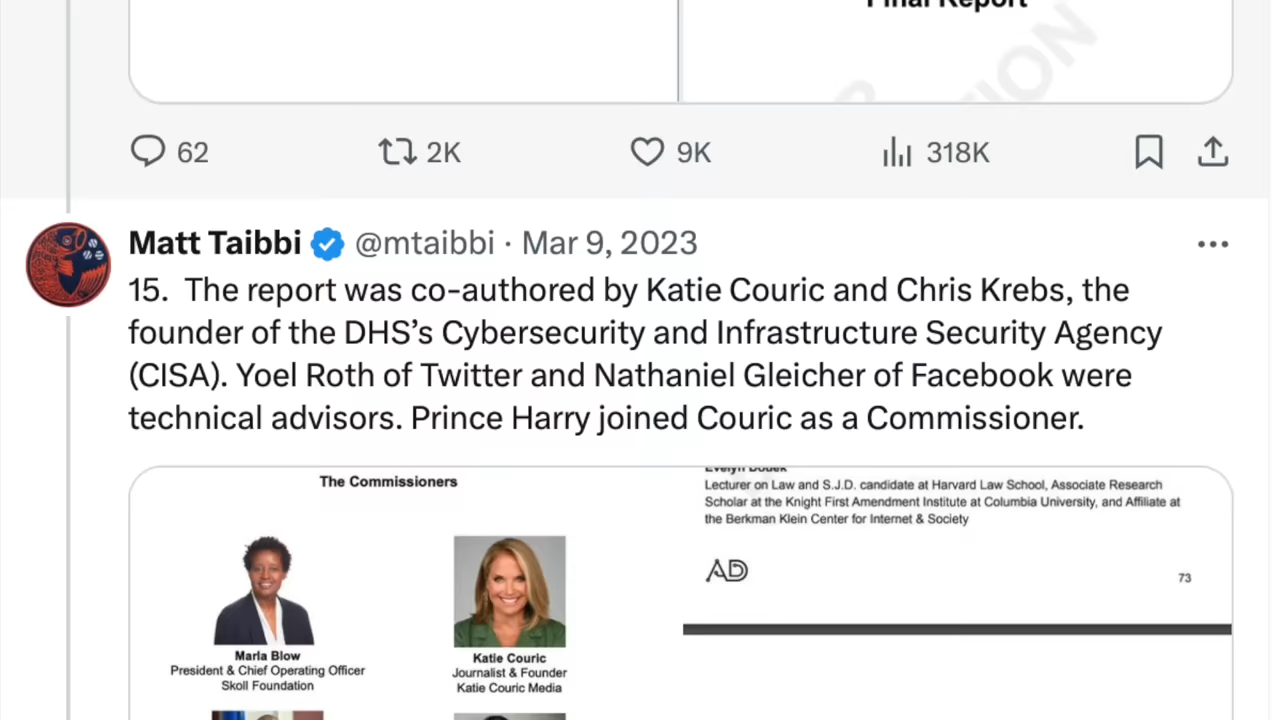 Final Report
62 2K 9K 318K
Matt Taibbi @mtaibbi · Mar 9, 2023
15. The report was co-authored by Katie Couric and Chris Krebs, the
founder of the DHS’s Cybersecurity and Infrastructure Security Agency
(CISA). Yoel Roth of Twitter and Nathaniel Gleicher of Facebook were
technical advisors. Prince Harry joined Couric as a Commissioner.
The Commissioners
Marla Blow
President & Chief Operating Officer
Skoll Foundation
Katie Couric
Journalist & Founder
Katie Couric Media
Evelyn Douek
Lecturer on Law and S.J.D. candidate at Harvard Law School, Associate Research
Scholar at the Knight First Amendment Institute at Columbia University, and Affiliate at
the Berkman Klein Center for Internet & Society
AD
73